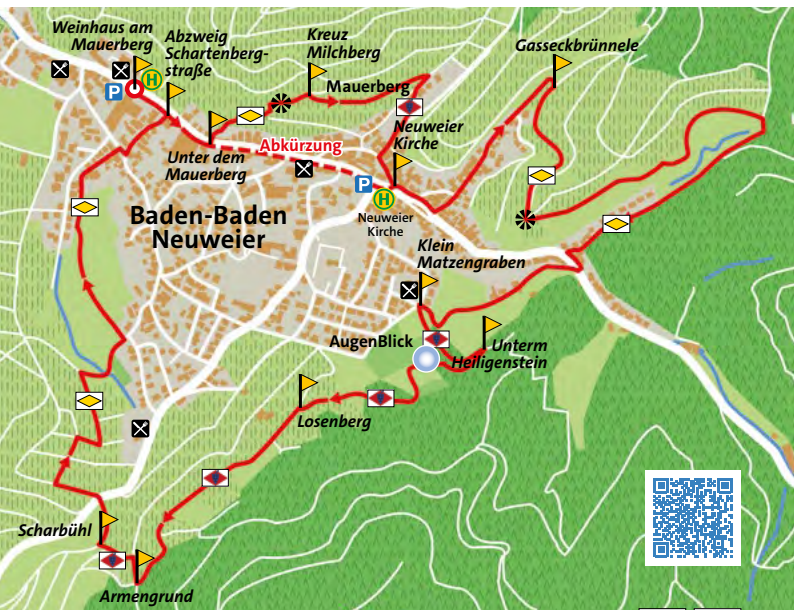 Weinhaus am
Mauerberg
Abzweig
Schartenberg-
straße
Kreuz
Milchberg
Gasseckbrünnele
H
P
Mauerberg
Neuweier
Kirche
Unter dem
Mauerberg
Abkürzung
P
H
Neuweier
Kirche
Baden-Baden
Neuweier
Klein
Matzengraben
AugenBlick
Unterm
Heiligenstein
Losenberg
Scharbühl
Armengrund